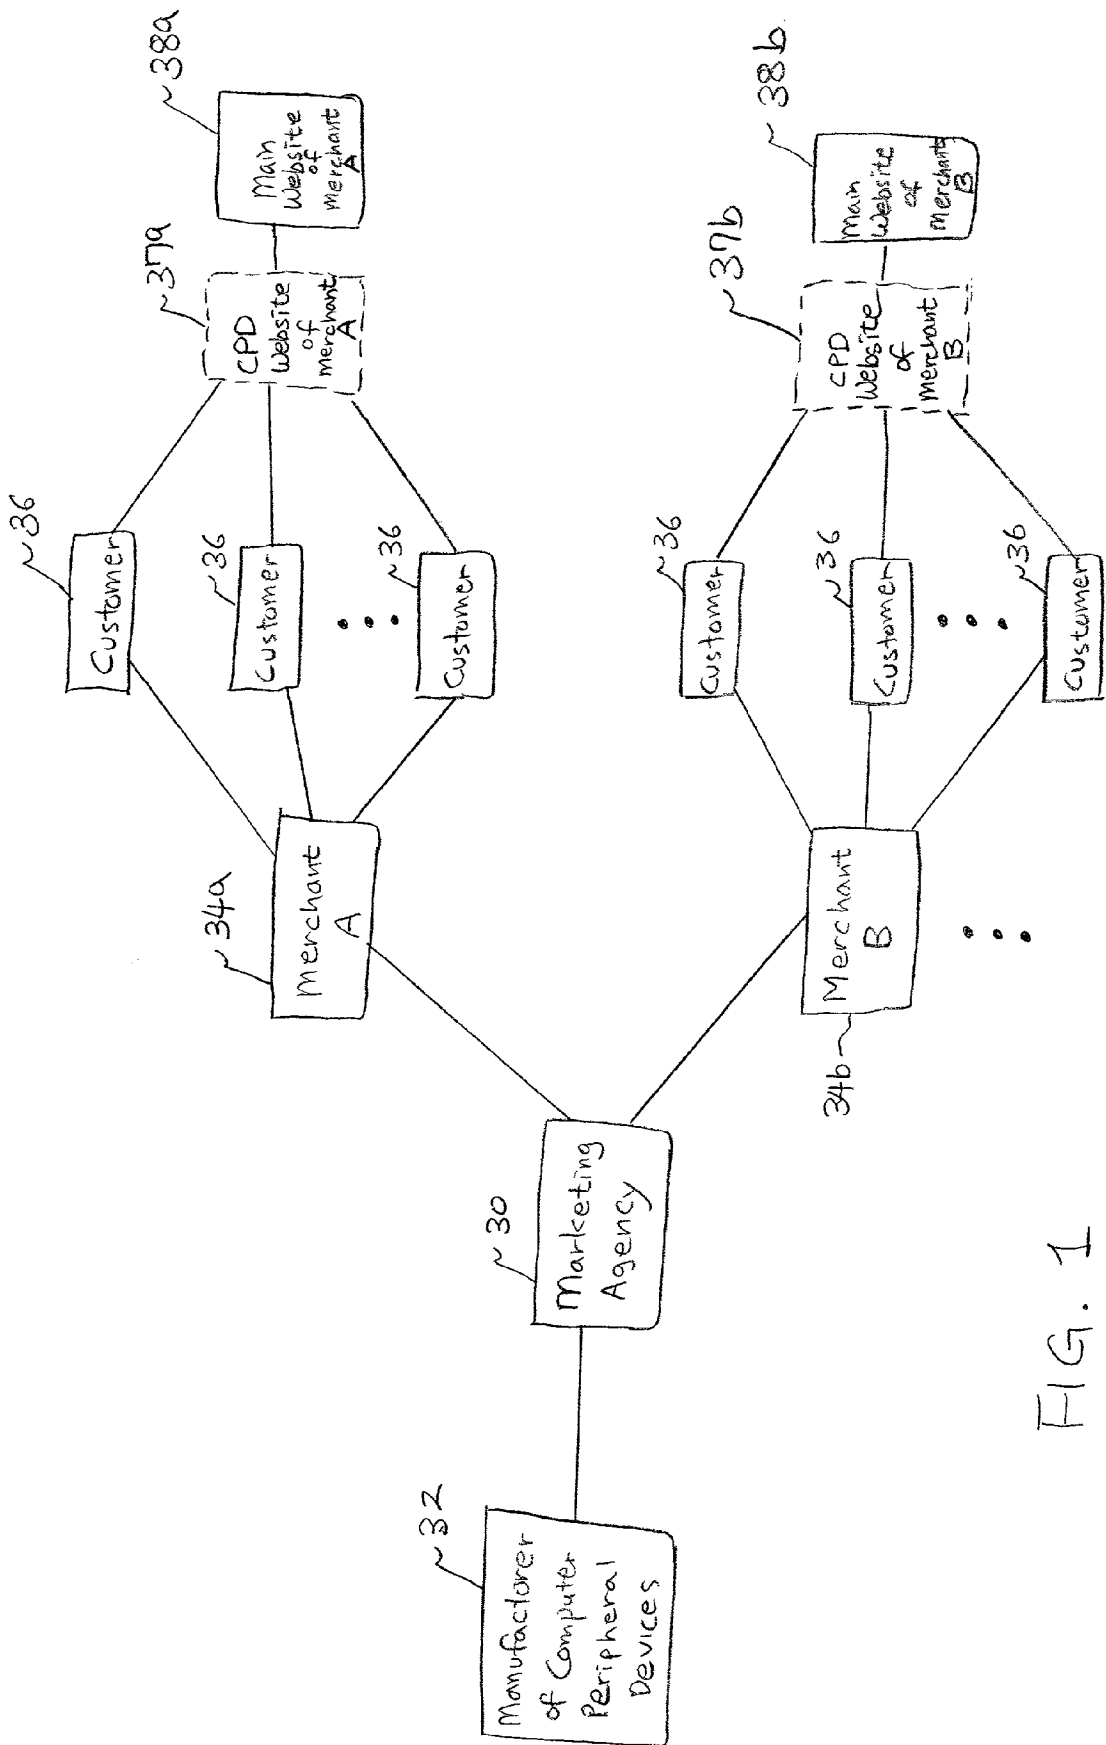 Manufactorer
of Computer
Peripheral
Devices
~32
Marketing
Agency
~30
Merchant
A
~34a
Merchant
B
34b~
Customer
~36
Customer
~36
Customer
~36
Customer
~36
Customer
~36
Customer
~36
CPD
Website
of
Merchant
A
~37a
Main
Website
of
Merchant
A
~38a
CPD
Website
of
Merchant
B
~37b
Main
Website
of
Merchants
B
~38b
FIG. 1